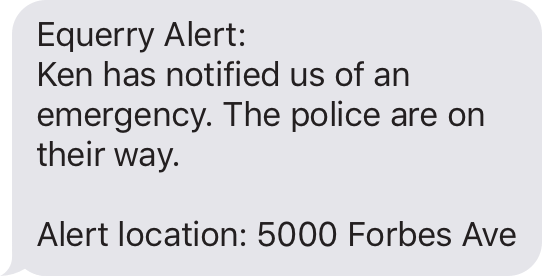 Equerry Alert:
Ken has notified us of an
emergency. The police are on
their way.
Alert location: 5000 Forbes Ave